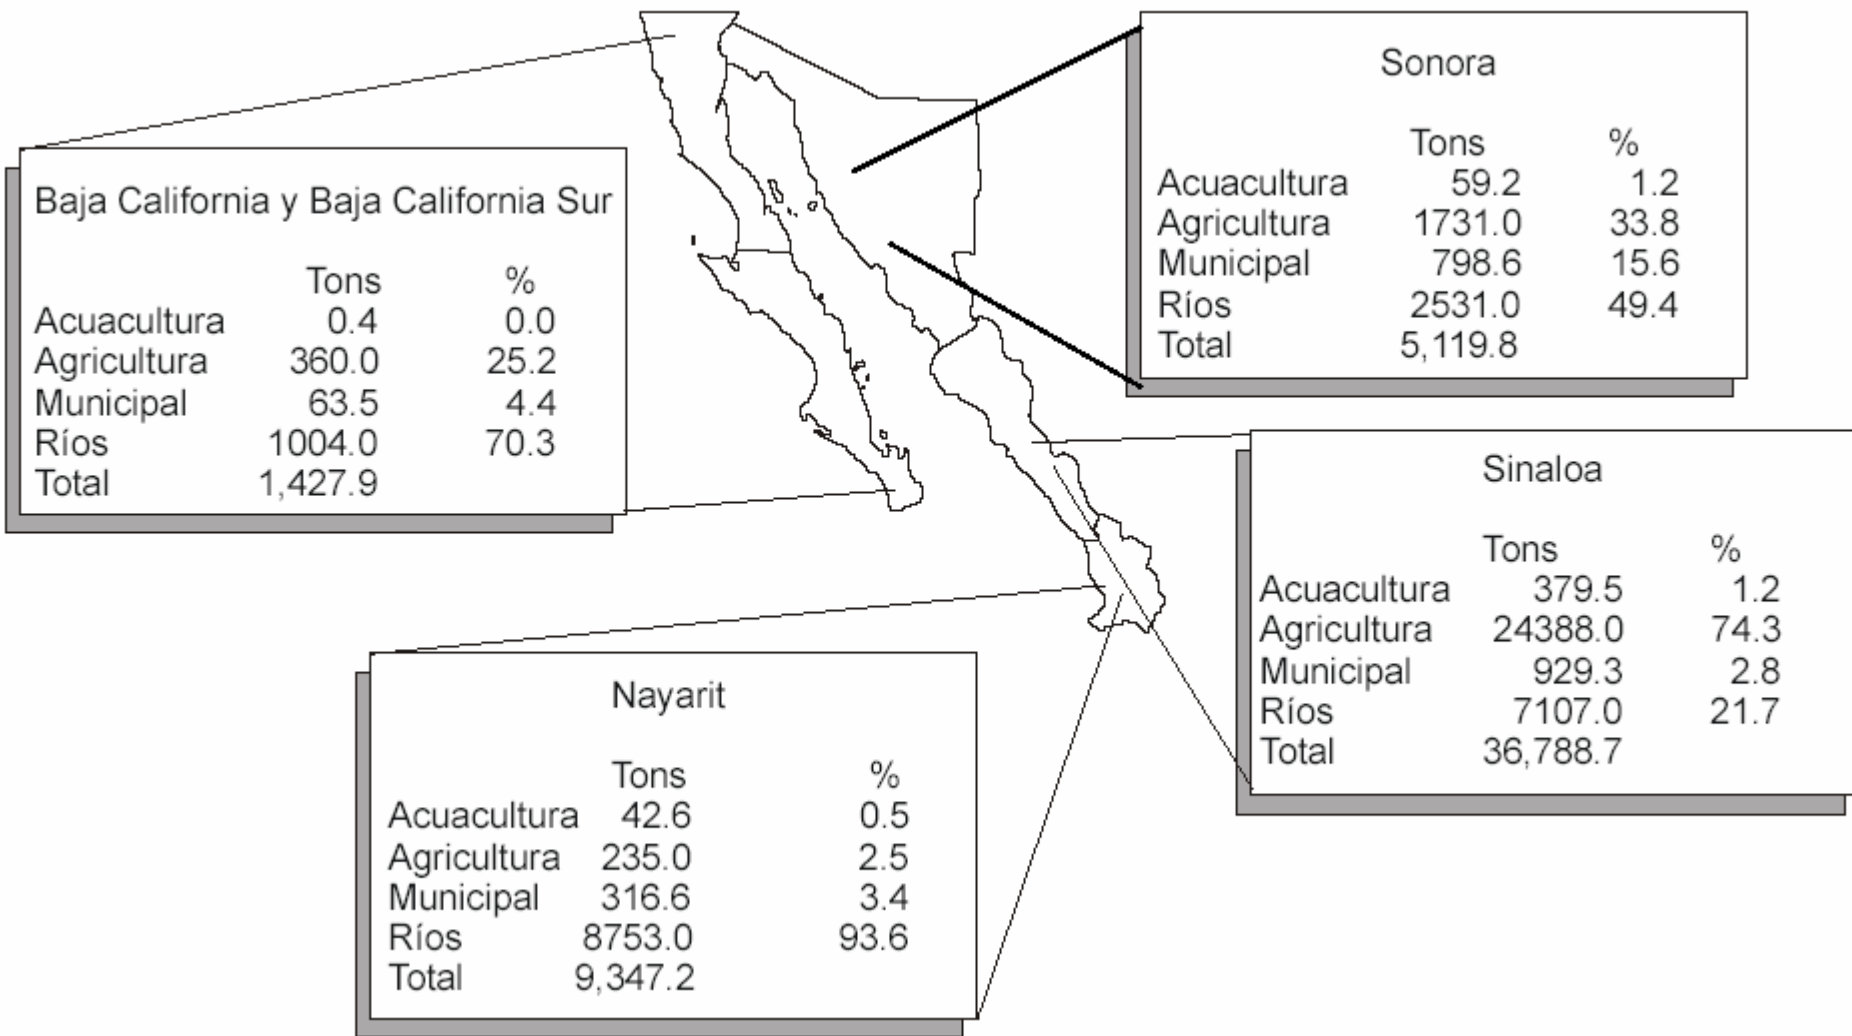 Baja California y Baja California Sur
Tons %
Acuacultura 0.4 0.0
Agricultura 360.0 25.2
Municipal 63.5 4.4
Ríos 1004.0 70.3
Total 1,427.9
Sonora
Tons %
Acuacultura 59.2 1.2
Agricultura 1731.0 33.8
Municipal 798.6 15.6
Ríos 2531.0 49.4
Total 5,119.8
Sinaloa
Tons %
Acuacultura 379.5 1.2
Agricultura 24388.0 74.3
Municipal 929.3 2.8
Ríos 7107.0 21.7
Total 36,788.7
Nayarit
Tons %
Acuacultura 42.6 0.5
Agricultura 235.0 2.5
Municipal 316.6 3.4
Ríos 8753.0 93.6
Total 9,347.2